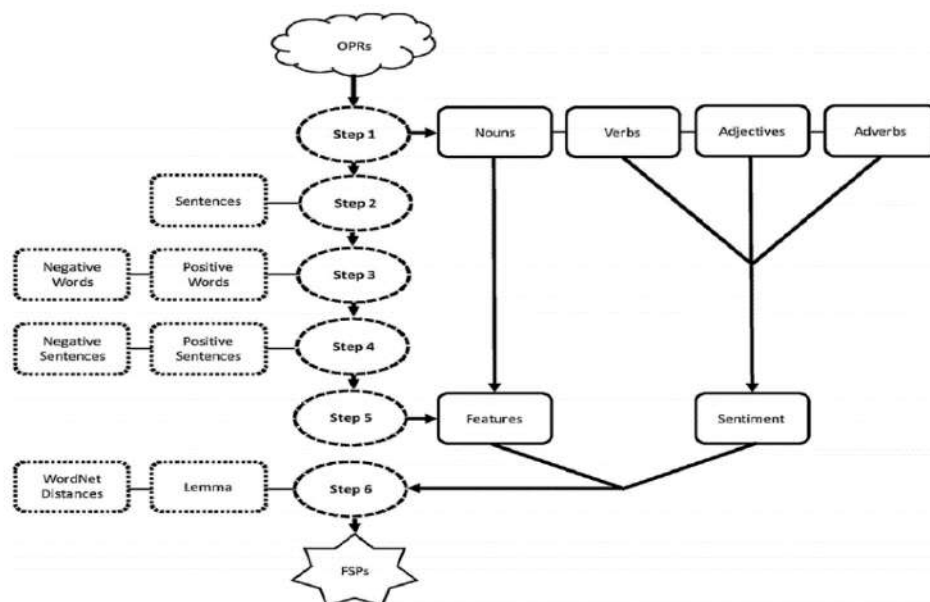 OPRs
Step 1
Nouns
Verbs
Adjectives
Adverbs
Sentences
Step 2
Negative
Words
Positive
Words
Step 3
Negative
Sentences
Positive
Sentences
Step 4
Step 5
Features
Sentiment
WordNet
Distances
Lemma
Step 6
FSPs